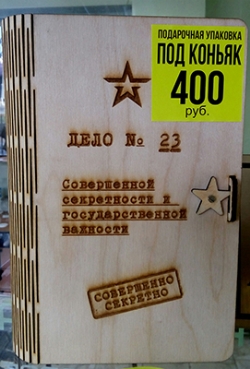 ПОДАРОЧНАЯ УПАКОВКА
ПОД КОНЬЯК
400
руб.
ДЕЛО № 23
Совершенной
секретности и
государственной
важности
СОВЕРШЕННО
СЕКРЕТНО